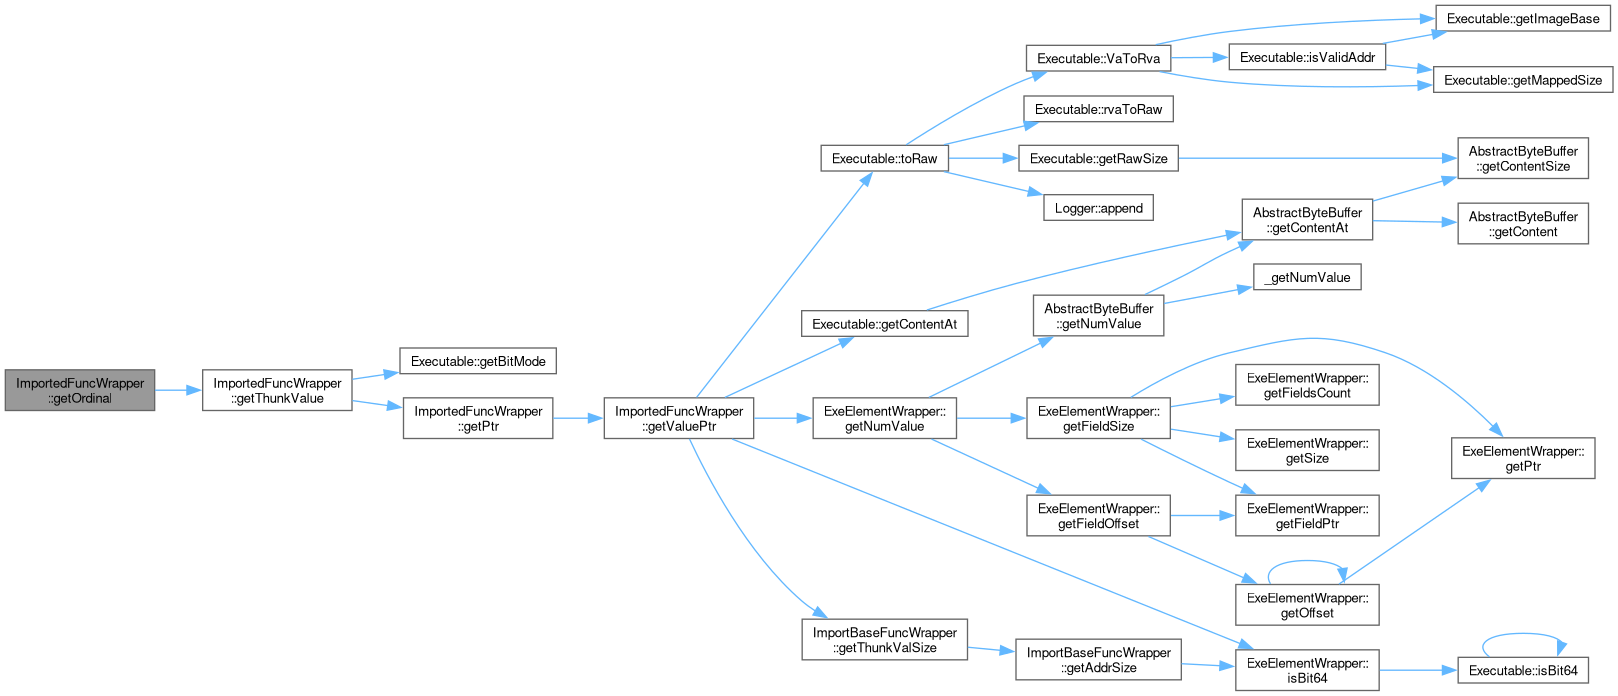 ImportedFuncWrapper
::getOrdinal
ImportedFuncWrapper
::getThunkValue
Executable::getBitMode
ImportedFuncWrapper
::getPtr
ImportedFuncWrapper
::getValuePtr
Executable::toRaw
Executable::getContentAt
ExeElementWrapper::
getNumValue
ImportBaseFuncWrapper
::getThunkValSize
Executable::VaToRva
Executable::rvaToRaw
Executable::getRawSize
Logger::append
AbstractByteBuffer
::getNumValue
ExeElementWrapper::
getFieldSize
ExeElementWrapper::
getFieldOffset
ImportBaseFuncWrapper
::getAddrSize
Executable::isValidAddr
AbstractByteBuffer
::getContentAt
_getNumValue
ExeElementWrapper::
getFieldsCount
ExeElementWrapper::
getSize
ExeElementWrapper::
getFieldPtr
ExeElementWrapper::
getOffset
ExeElementWrapper::
isBit64
Executable::getImageBase
Executable::getMappedSize
AbstractByteBuffer
::getContentSize
AbstractByteBuffer
::getContent
ExeElementWrapper::
getPtr
Executable::isBit64